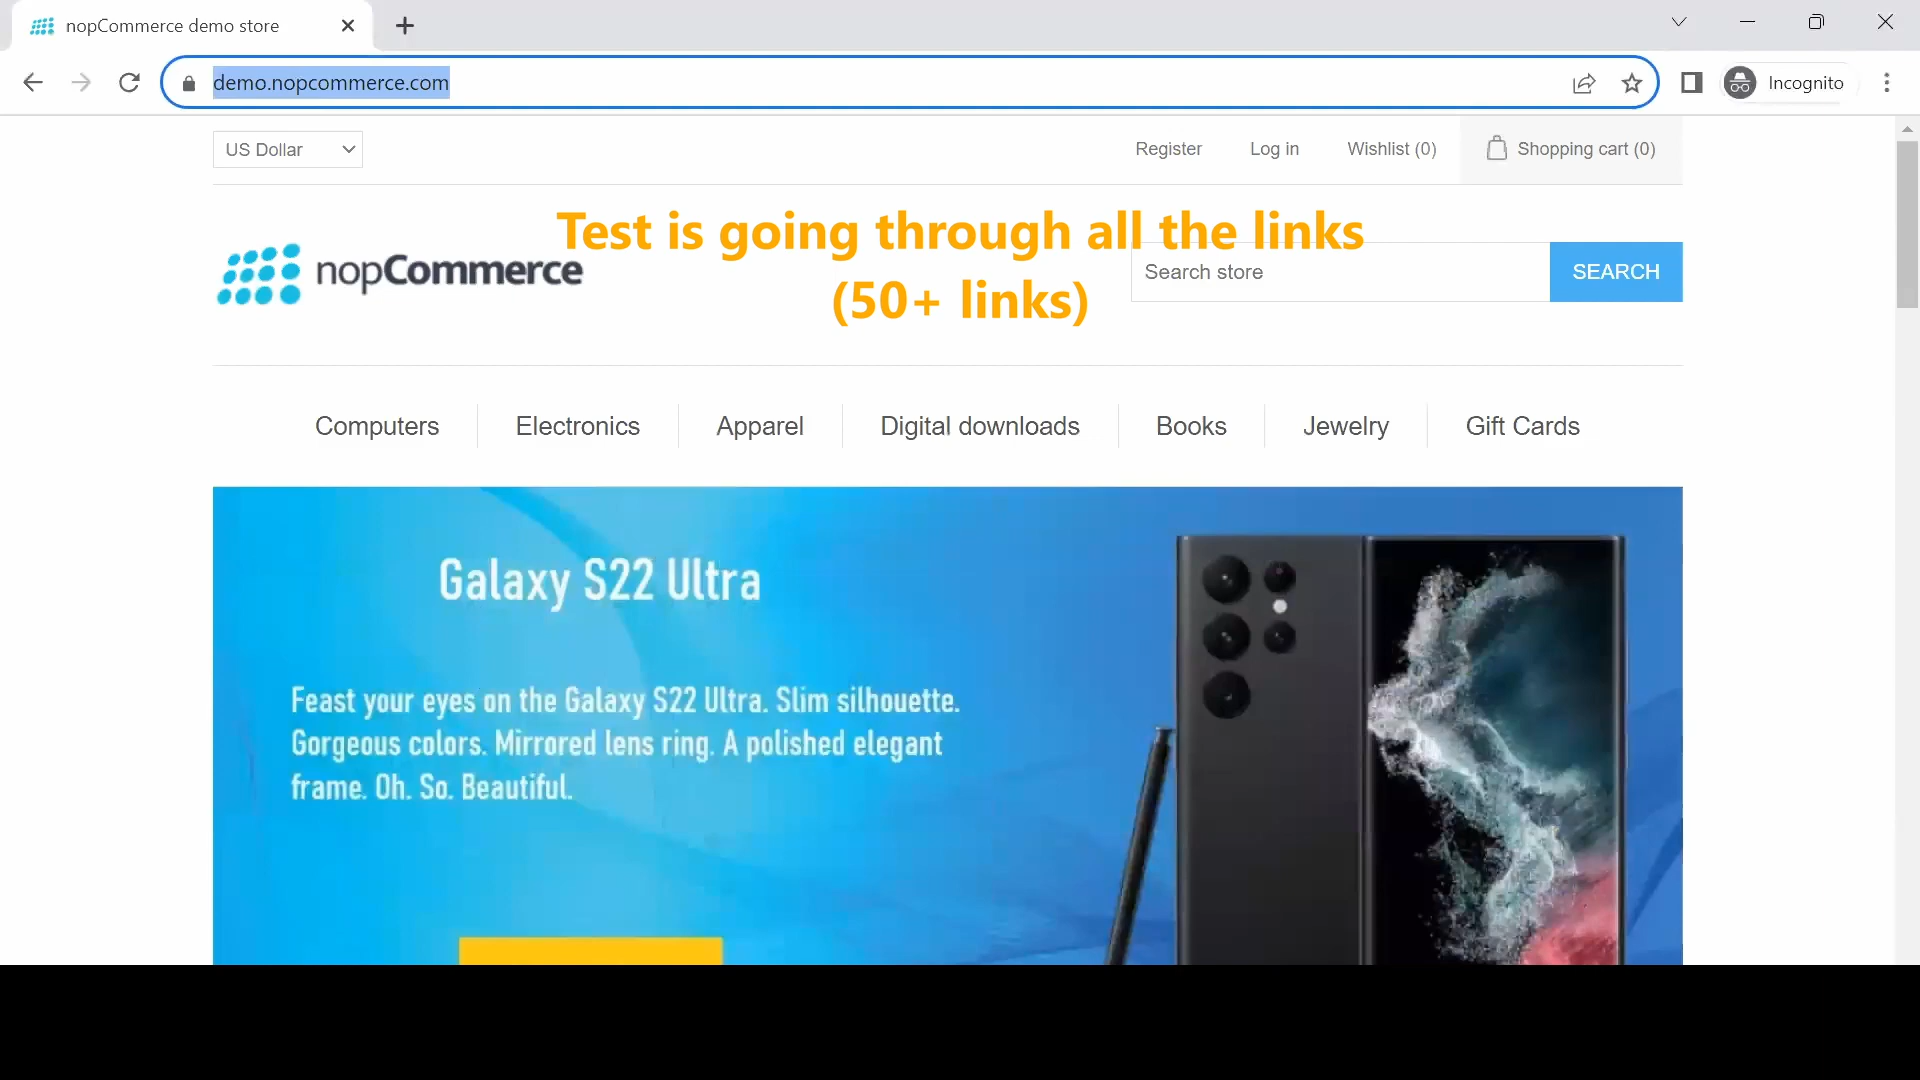 nopCommerce demo store
demo.nopcommerce.com
Incognito
US Dollar
Register
Log in
Wishlist (0)
Shopping cart (0)
Test is going through all the links
(50+ links)
nopCommerce
Search store
SEARCH
Computers
Electronics
Apparel
Digital downloads
Books
Jewelry
Gift Cards
Galaxy S22 Ultra
Feast your eyes on the Galaxy S22 Ultra. Slim silhouette.
Gorgeous colors. Mirrored lens ring. A polished elegant
frame. Oh. So. Beautiful.